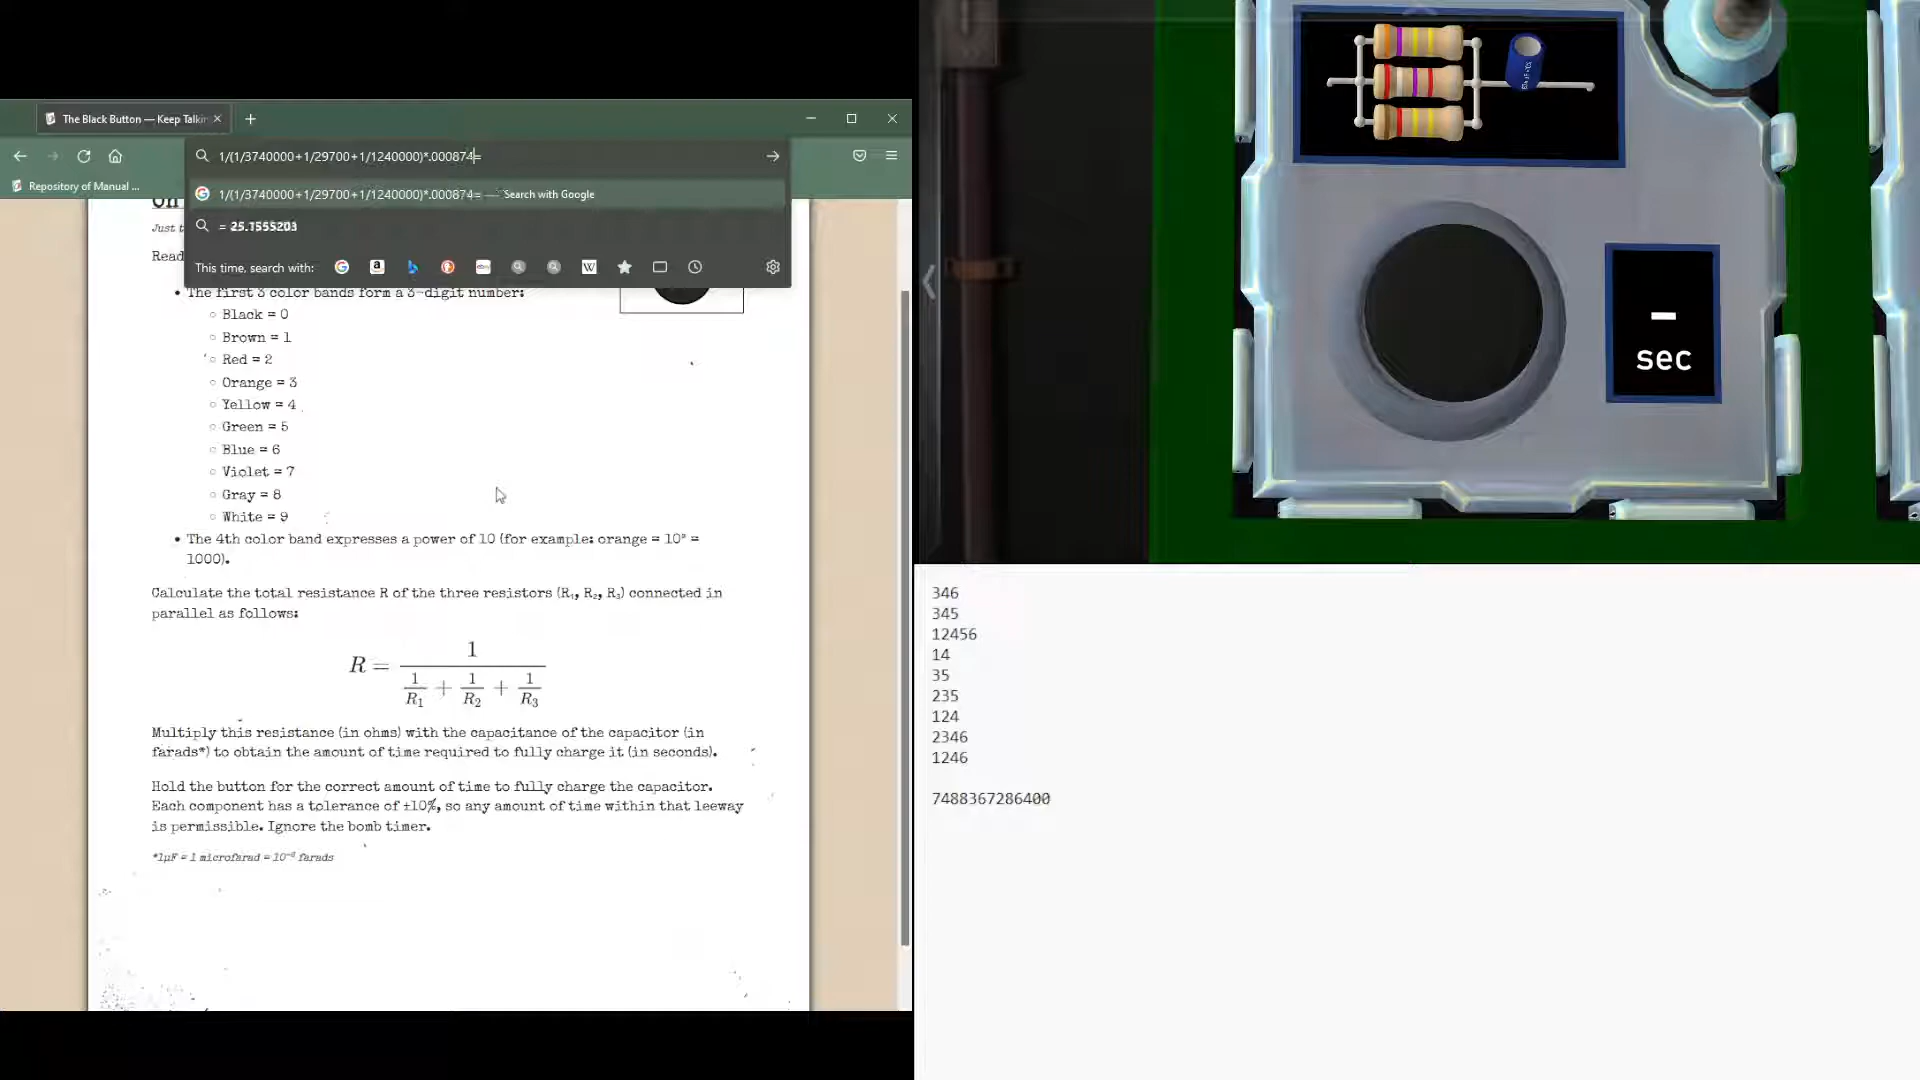 The Black Button — Keep Talkin
1/(1/3740000+1/29700+1/1240000)*.000874=
Repository of Manual ...
1/(1/3740000+1/29700+1/1240000)*.000874= — Search with Google
= 25.1555203
This time, search with:
Just t
Read
• The first 3 color bands form a 3-digit number:
Black = 0
Brown = 1
Red = 2
Orange = 3
Yellow = 4
Green = 5
Blue = 6
Violet = 7
Gray = 8
White = 9
• The 4th color band expresses a power of 10 (for example: orange = 10³ =
1000).
Calculate the total resistance R of the three resistors (R₁, R₂, R₃) connected in
parallel as follows:
R = 1 / (1/R₁ + 1/R₂ + 1/R₃)
Multiply this resistance (in ohms) with the capacitance of the capacitor (in
farads*) to obtain the amount of time required to fully charge it (in seconds).
Hold the button for the correct amount of time to fully charge the capacitor.
Each component has a tolerance of ±10%, so any amount of time within that leeway
is permissible. Ignore the bomb timer.
*1µF = 1 microfarad = 10⁻⁶ farads
–
sec
346
345
12456
14
35
235
124
2346
1246
7488367286400